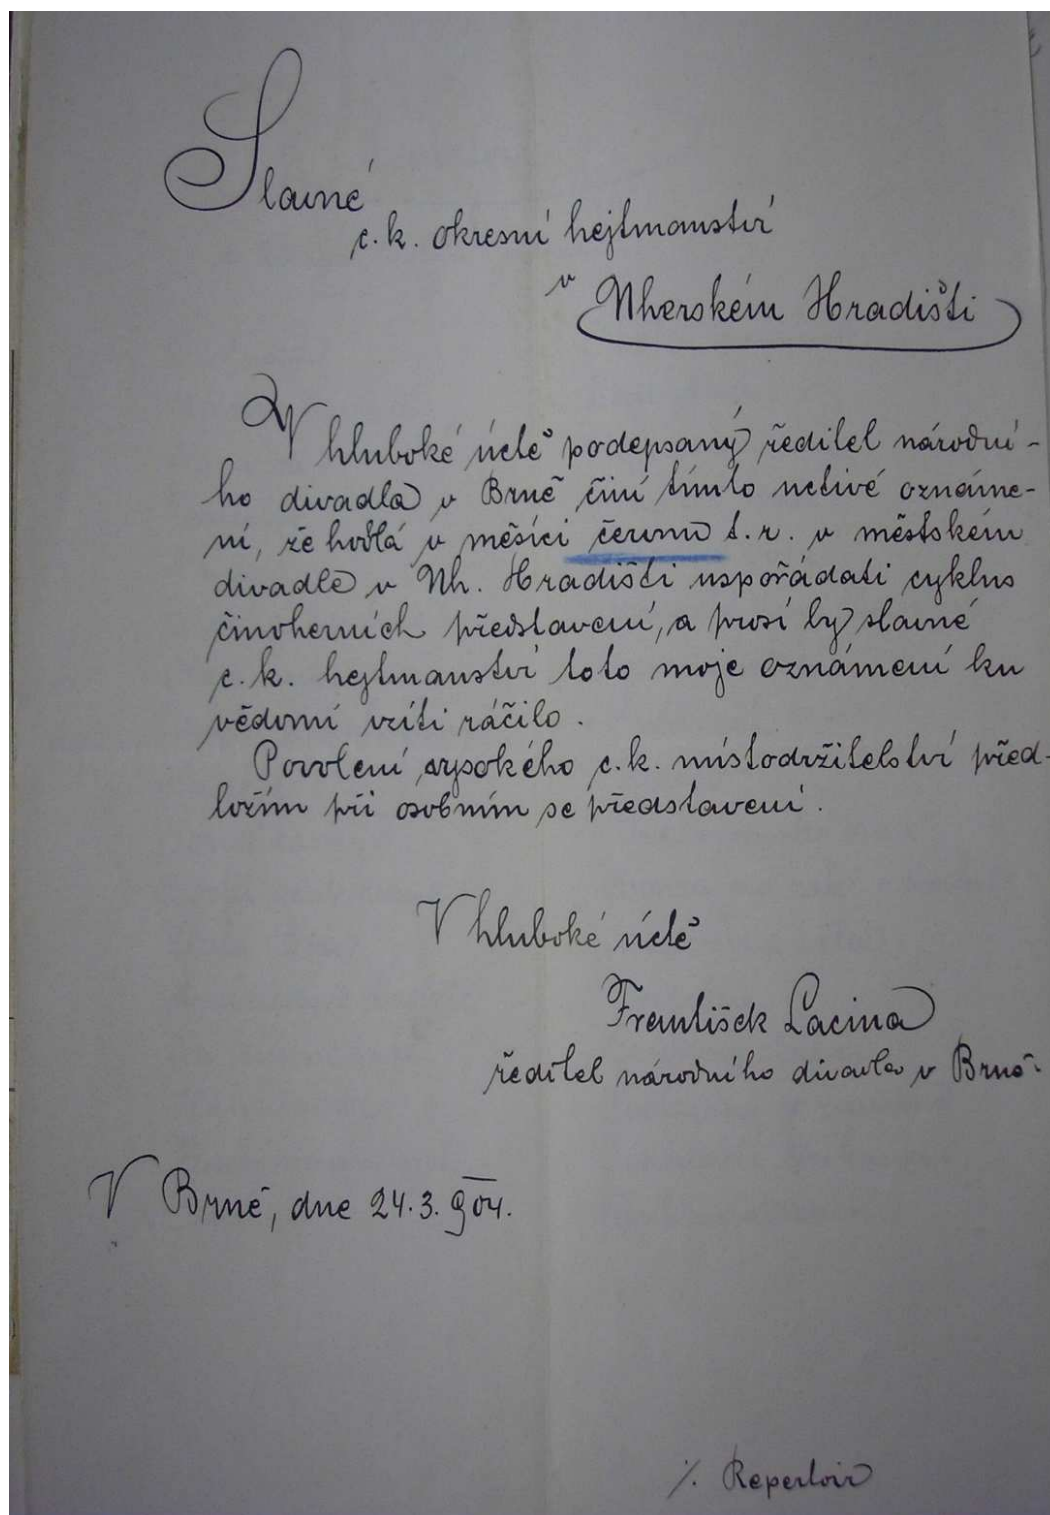 Slavné
c. k. okresní hejtmanství
v
Uherském Hradišti
V hluboké úctě podepsaný ředitel národní-
ho divadla v Brně činí tímto uctivé oznáme-
ní, že hodlá v měsíci červnu t. r. v městském
divadle v Uh. Hradišti uspořádati cyklus
činoherních představení, a prosí by slavné
c. k. hejtmanství toto moje oznámení ku
vědomí vzíti ráčilo.
Povolení vysokého c. k. místodržitelství před-
ložím při osobním se představení.
V hluboké úctě
František Lacina
ředitel národního divadla v Brně.
V Brně, dne 24. 3. 904.
./. Repertoir